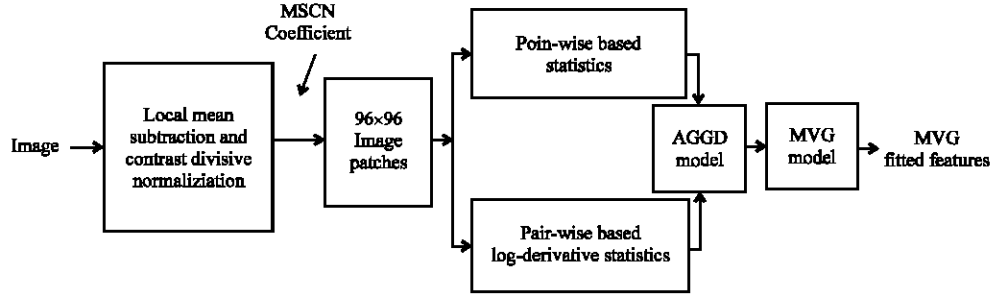 MSCN
Coefficient
Image
Local mean
subtraction and
contrast divisive
normaliziation
96×96
Image
patches
Poin-wise based
statistics
Pair-wise based
log-derivative statistics
AGGD
model
MVG
model
MVG
fitted features